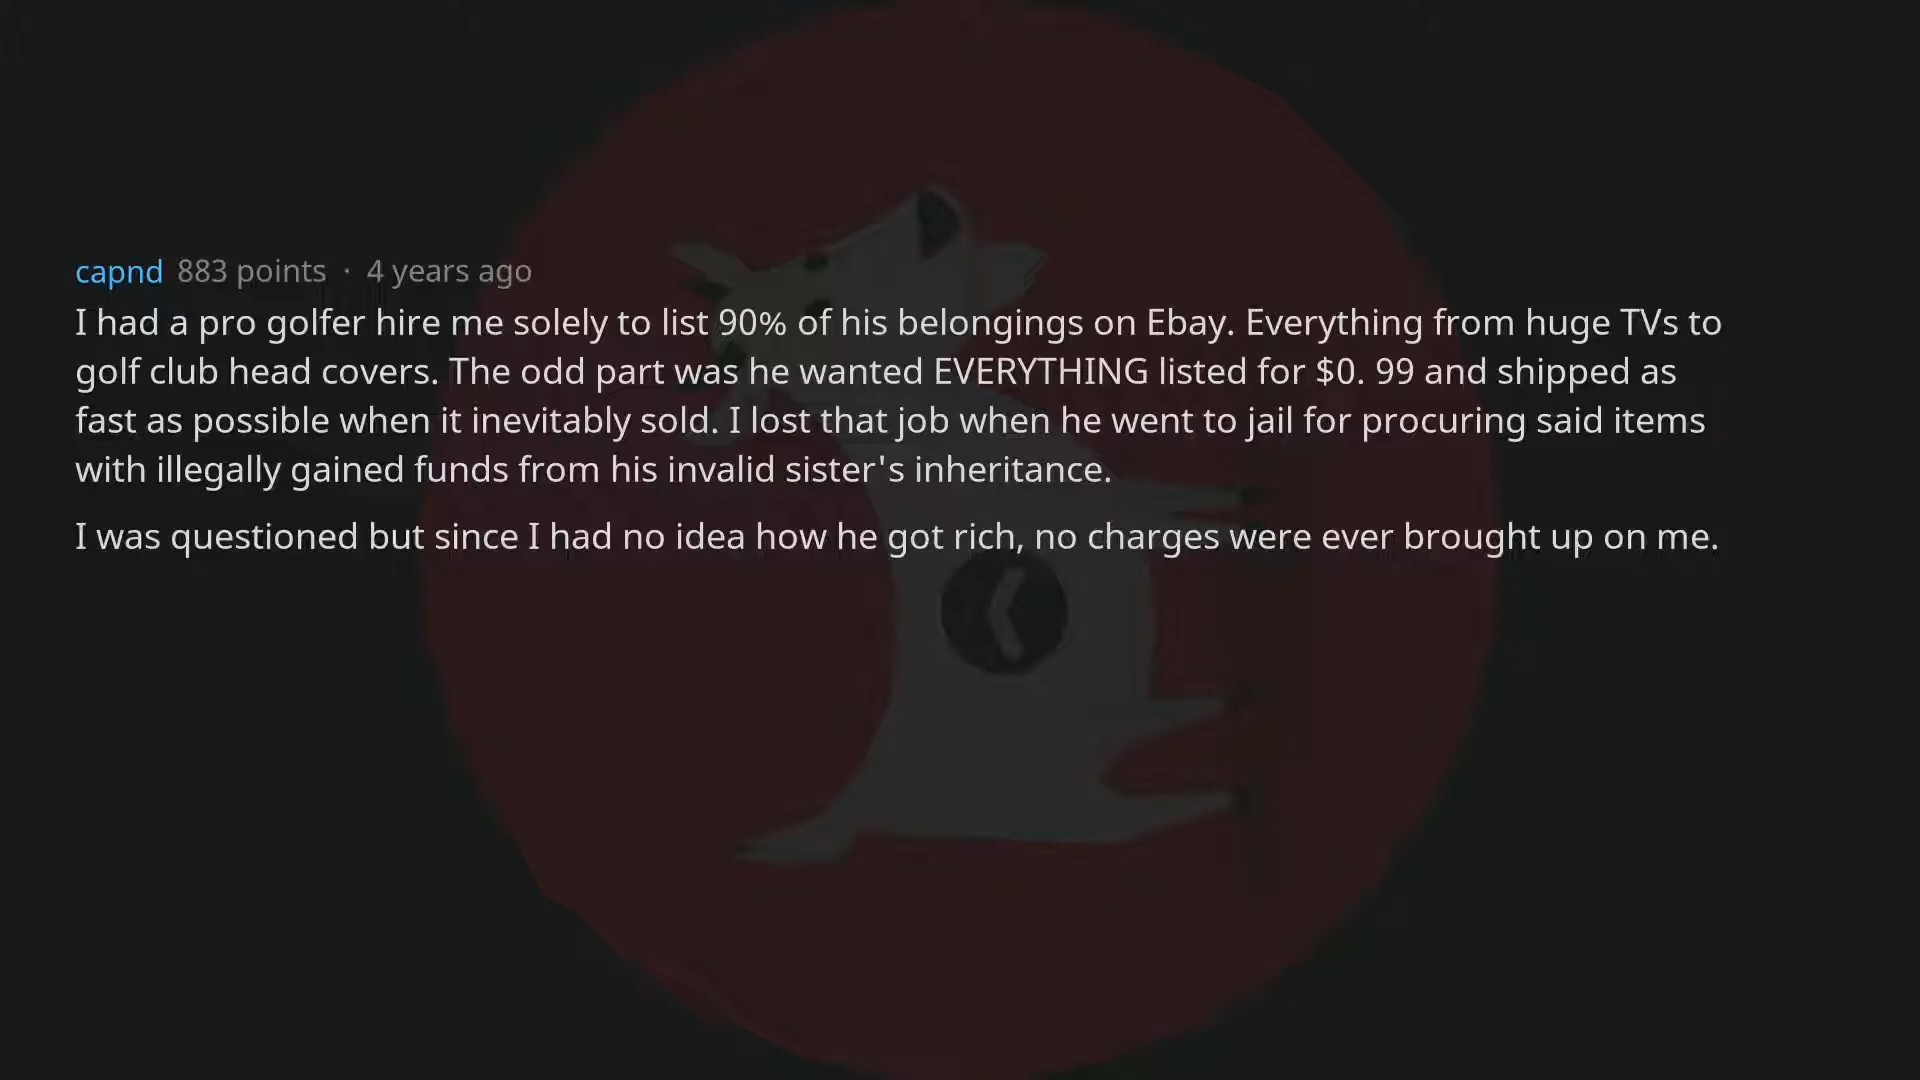 capnd 883 points · 4 years ago
I had a pro golfer hire me solely to list 90% of his belongings on Ebay. Everything from huge TVs to
golf club head covers. The odd part was he wanted EVERYTHING listed for $0. 99 and shipped as
fast as possible when it inevitably sold. I lost that job when he went to jail for procuring said items
with illegally gained funds from his invalid sister's inheritance.
I was questioned but since I had no idea how he got rich, no charges were ever brought up on me.